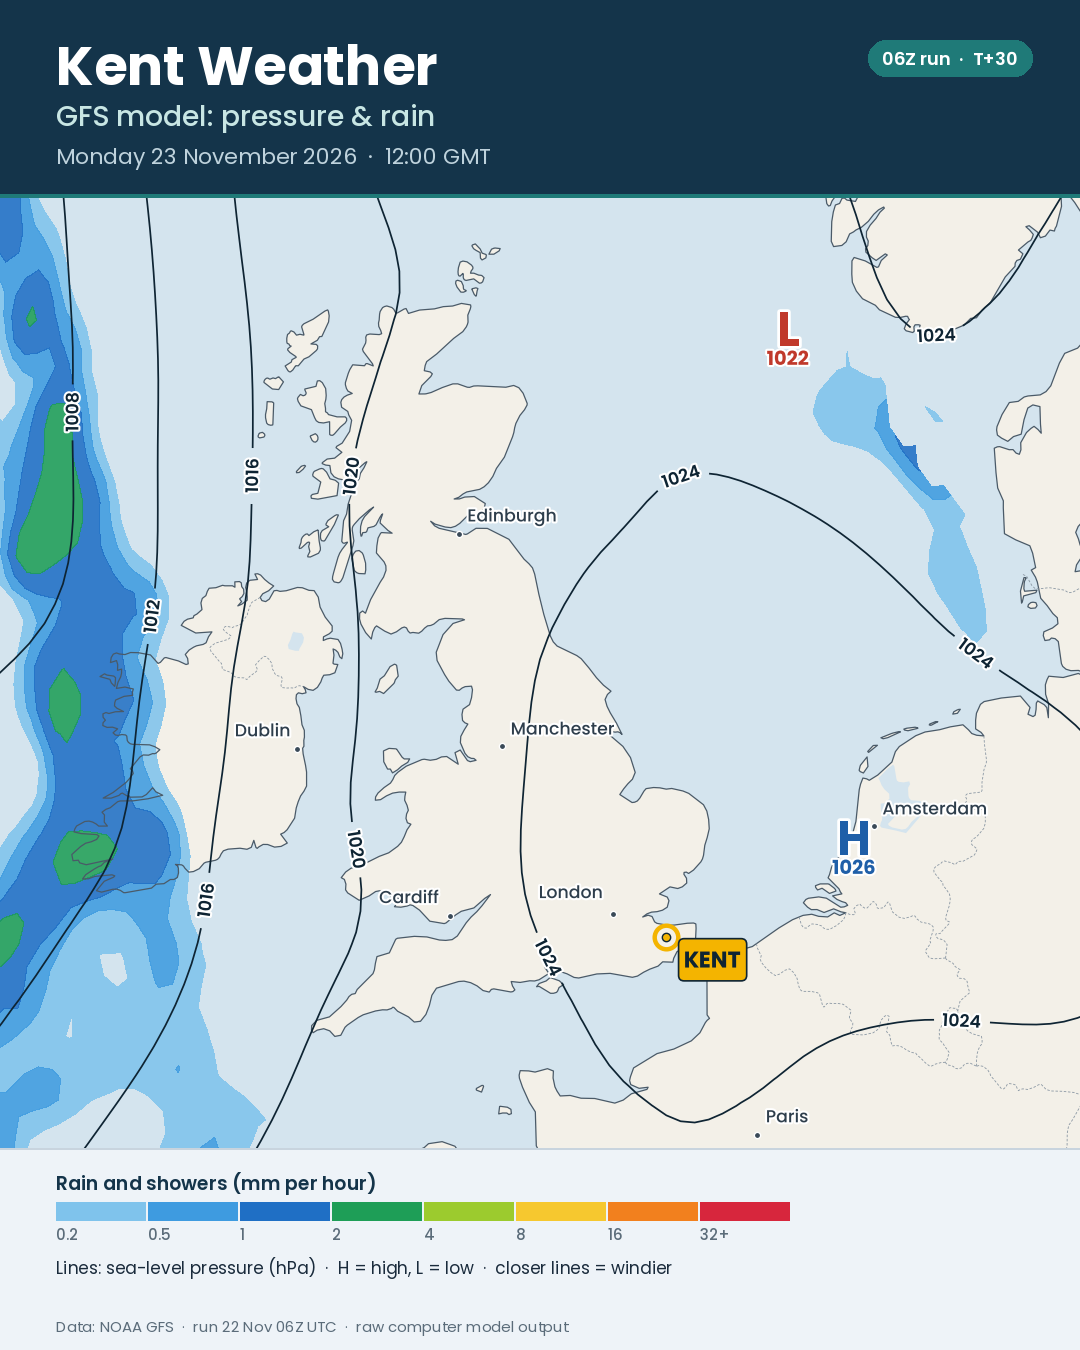 Kent Weather
06Z run · T+30
GFS model: pressure & rain
Monday 23 November 2026 · 12:00 GMT
L
1022
1024
1008
1016
1020
1024
Edinburgh
1012
1024
Dublin
Manchester
Amsterdam
H
1026
1020
1016
Cardiff
London
1024
KENT
1024
Paris
Rain and showers (mm per hour)
0.2 0.5 1 2 4 8 16 32+
Lines: sea-level pressure (hPa) · H = high, L = low · closer lines = windier
Data: NOAA GFS · run 22 Nov 06Z UTC · raw computer model output